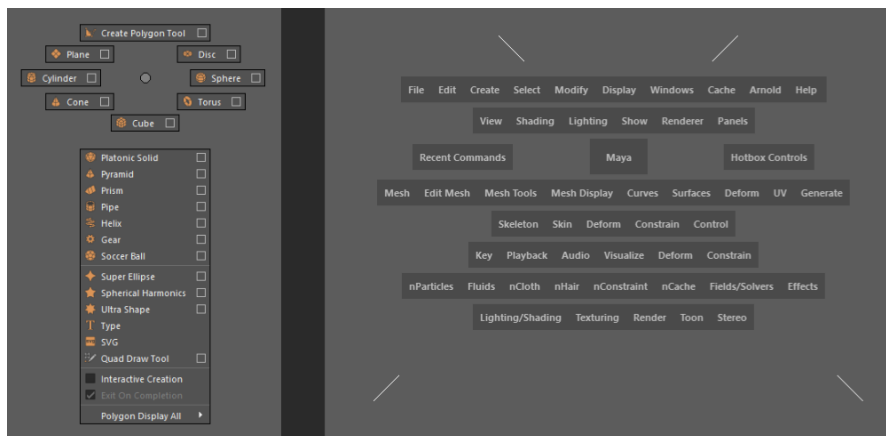 Create Polygon Tool
Plane Disc
Cylinder Sphere
Cone Torus
Cube
Platonic Solid
Pyramid
Prism
Pipe
Helix
Gear
Soccer Ball
Super Ellipse
Spherical Harmonics
Ultra Shape
Type
SVG
Quad Draw Tool
Interactive Creation
Exit On Completion
Polygon Display All
File Edit Create Select Modify Display Windows Cache Arnold Help
View Shading Lighting Show Renderer Panels
Recent Commands Maya Hotbox Controls
Mesh Edit Mesh Mesh Tools Mesh Display Curves Surfaces Deform UV Generate
Skeleton Skin Deform Constrain Control
Key Playback Audio Visualize Deform Constrain
nParticles Fluids nCloth nHair nConstraint nCache Fields/Solvers Effects
Lighting/Shading Texturing Render Toon Stereo